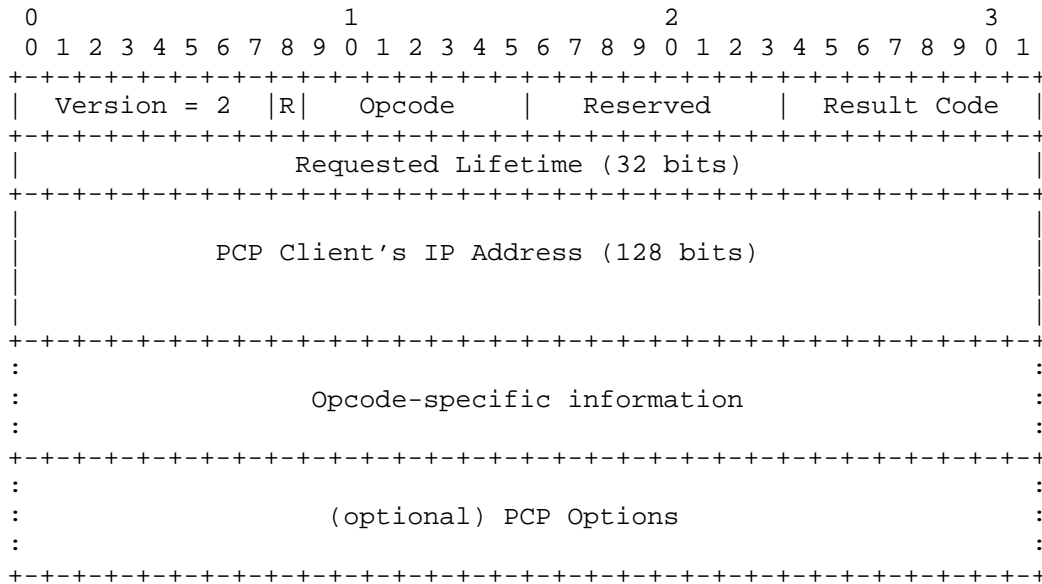 0                   1                   2                   3
 0 1 2 3 4 5 6 7 8 9 0 1 2 3 4 5 6 7 8 9 0 1 2 3 4 5 6 7 8 9 0 1
+-+-+-+-+-+-+-+-+-+-+-+-+-+-+-+-+-+-+-+-+-+-+-+-+-+-+-+-+-+-+-+-+
|  Version = 2  |R|   Opcode    |   Reserved    |  Result Code  |
+-+-+-+-+-+-+-+-+-+-+-+-+-+-+-+-+-+-+-+-+-+-+-+-+-+-+-+-+-+-+-+-+
|                 Requested Lifetime (32 bits)                  |
+-+-+-+-+-+-+-+-+-+-+-+-+-+-+-+-+-+-+-+-+-+-+-+-+-+-+-+-+-+-+-+-+
|                                                               |
|            PCP Client’s IP Address (128 bits)                 |
|                                                               |
|                                                               |
+-+-+-+-+-+-+-+-+-+-+-+-+-+-+-+-+-+-+-+-+-+-+-+-+-+-+-+-+-+-+-+-+
:                                                               :
:                  Opcode-specific information                  :
:                                                               :
+-+-+-+-+-+-+-+-+-+-+-+-+-+-+-+-+-+-+-+-+-+-+-+-+-+-+-+-+-+-+-+-+
:                                                               :
:                   (optional) PCP Options                      :
:                                                               :
+-+-+-+-+-+-+-+-+-+-+-+-+-+-+-+-+-+-+-+-+-+-+-+-+-+-+-+-+-+-+-+-+